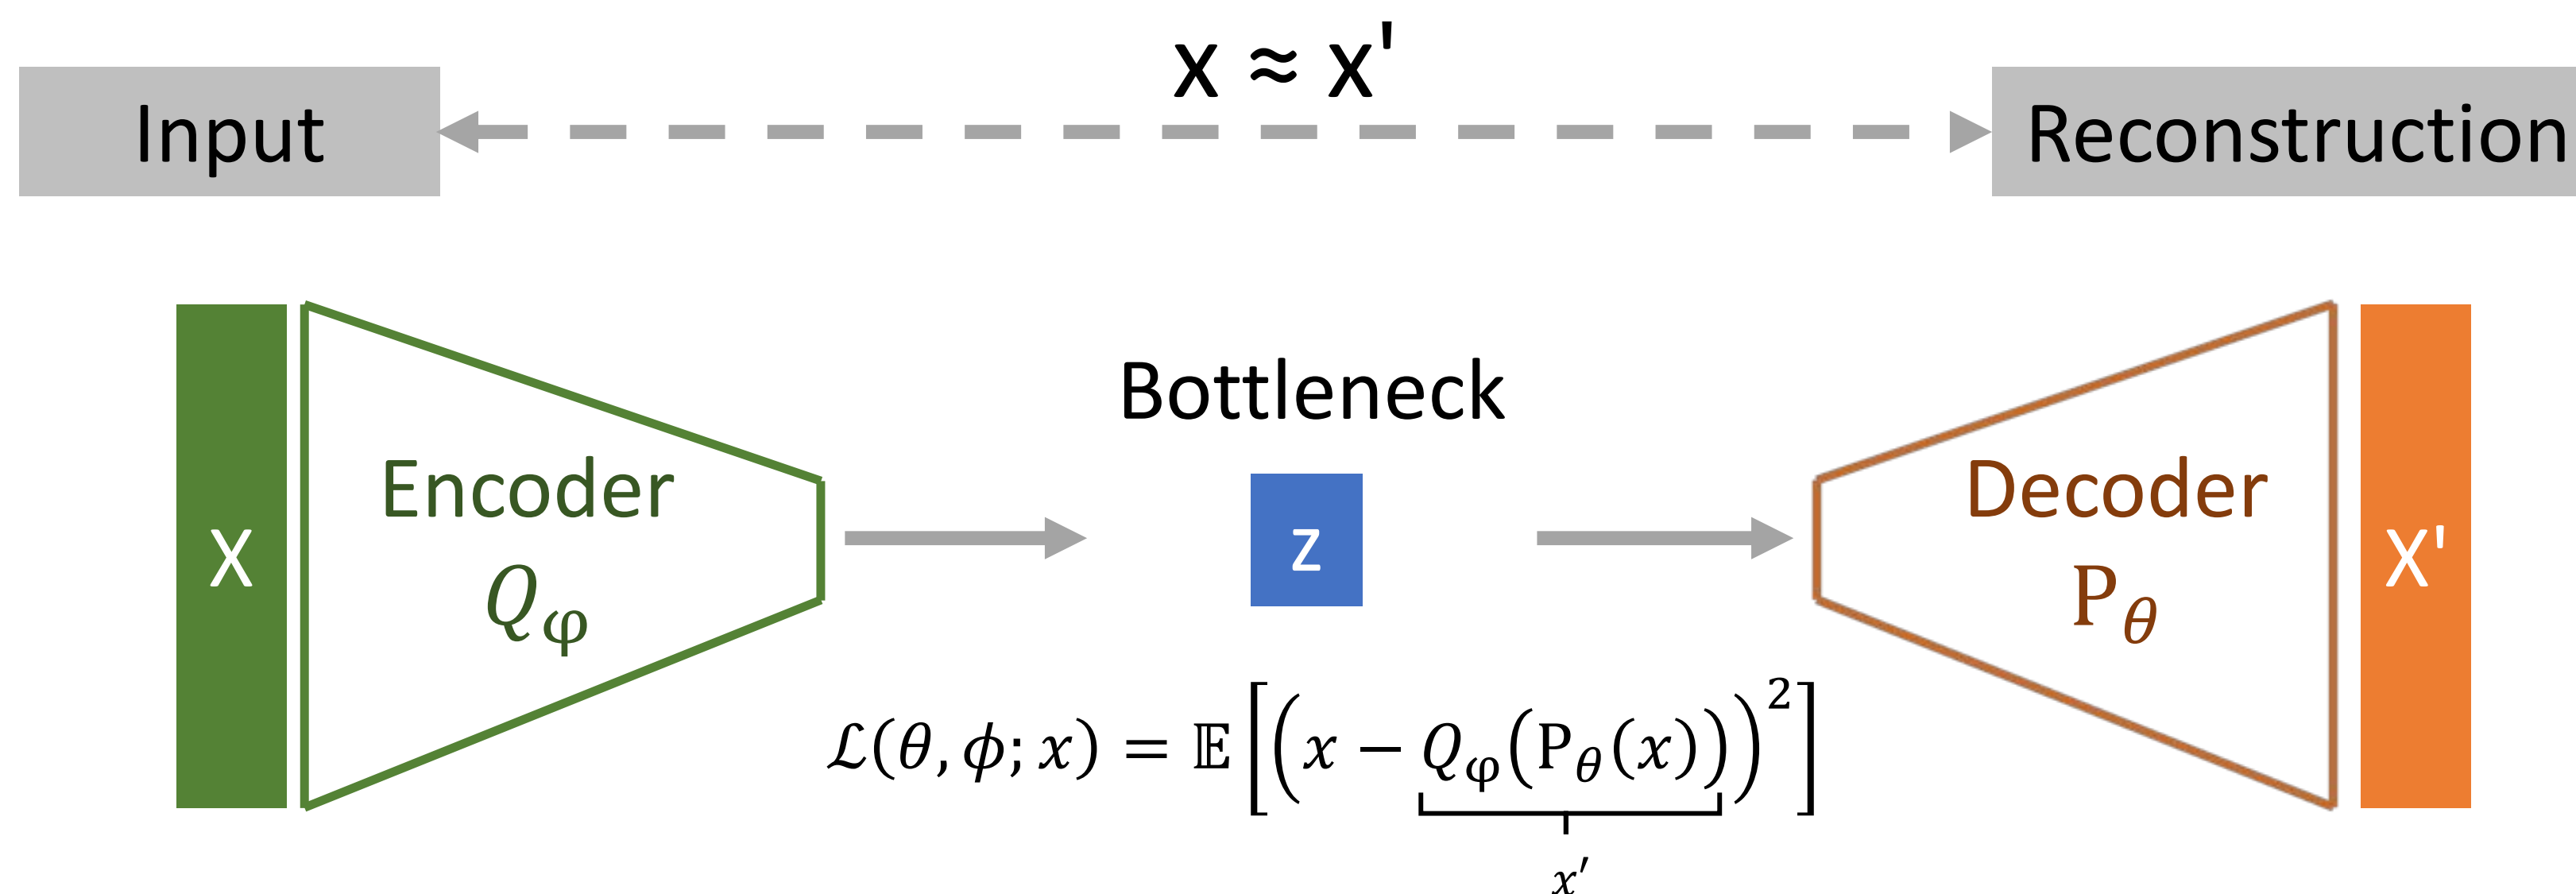 x ≈ x'
Input
Reconstruction
Bottleneck
Encoder
Q_φ
X
z
Decoder
P_θ
X'
ℒ(θ, ϕ; x) = 𝔼[(x − Q_φ(P_θ(x)))²]
x′